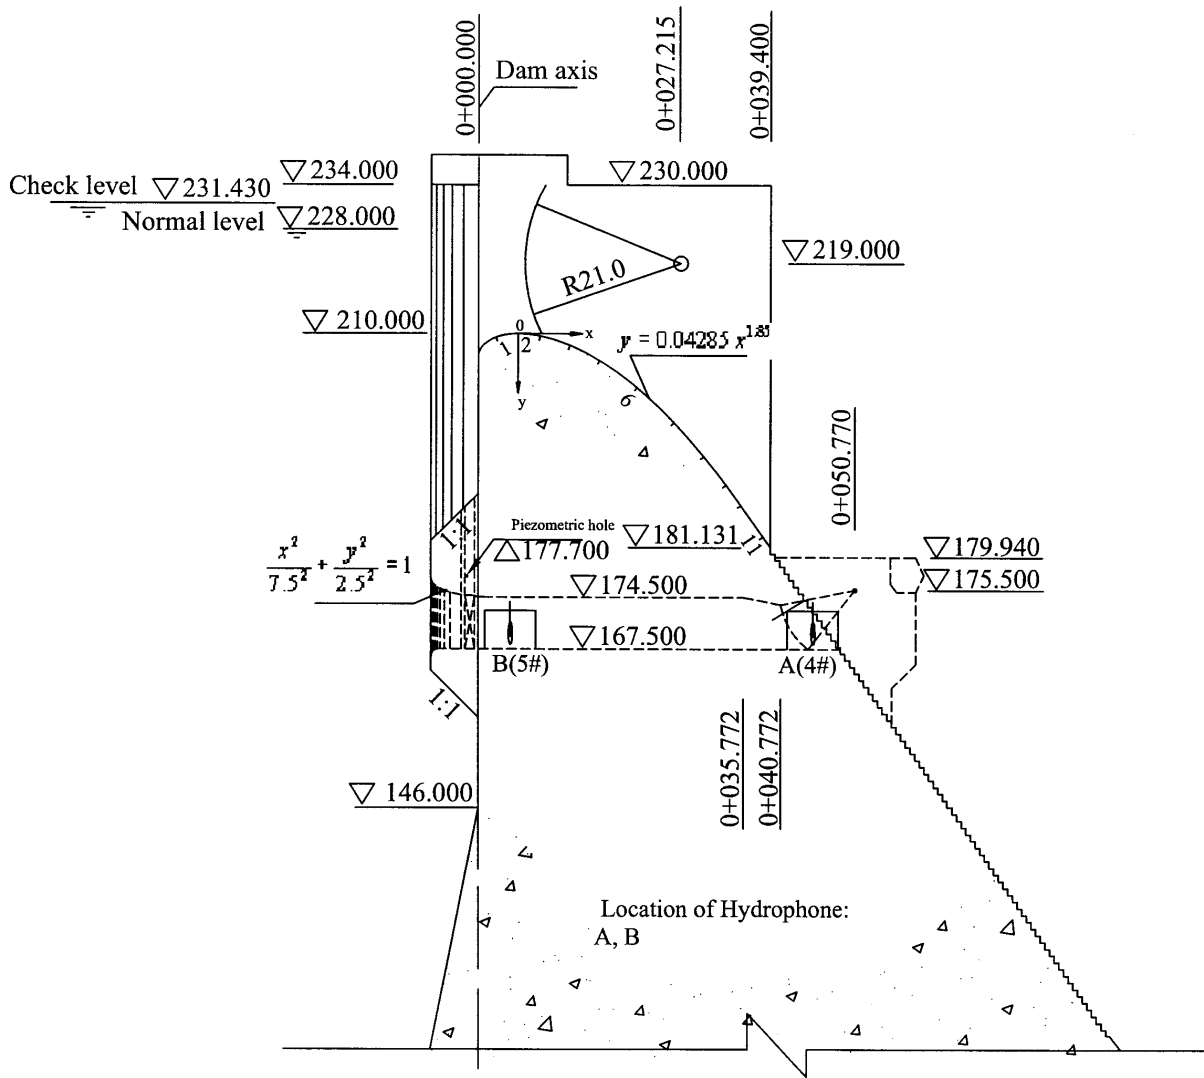 0+000.000
0+027.215
0+039.400
Dam axis
▽234.000
▽230.000
Check level ▽231.430
Normal level ▽228.000
▽219.000
R21.0
▽210.000
0
x
1
2
y
y = 0.04285 x^1.85
6
0+050.770
1:1
Piezometric hole
△177.700
▽181.131
11
▽179.940
x²/7.5² + y²/2.5² = 1
▽174.500
▽175.500
▽167.500
B(5#)
A(4#)
1:1
0+035.772
0+040.772
▽146.000
Location of Hydrophone:
A, B